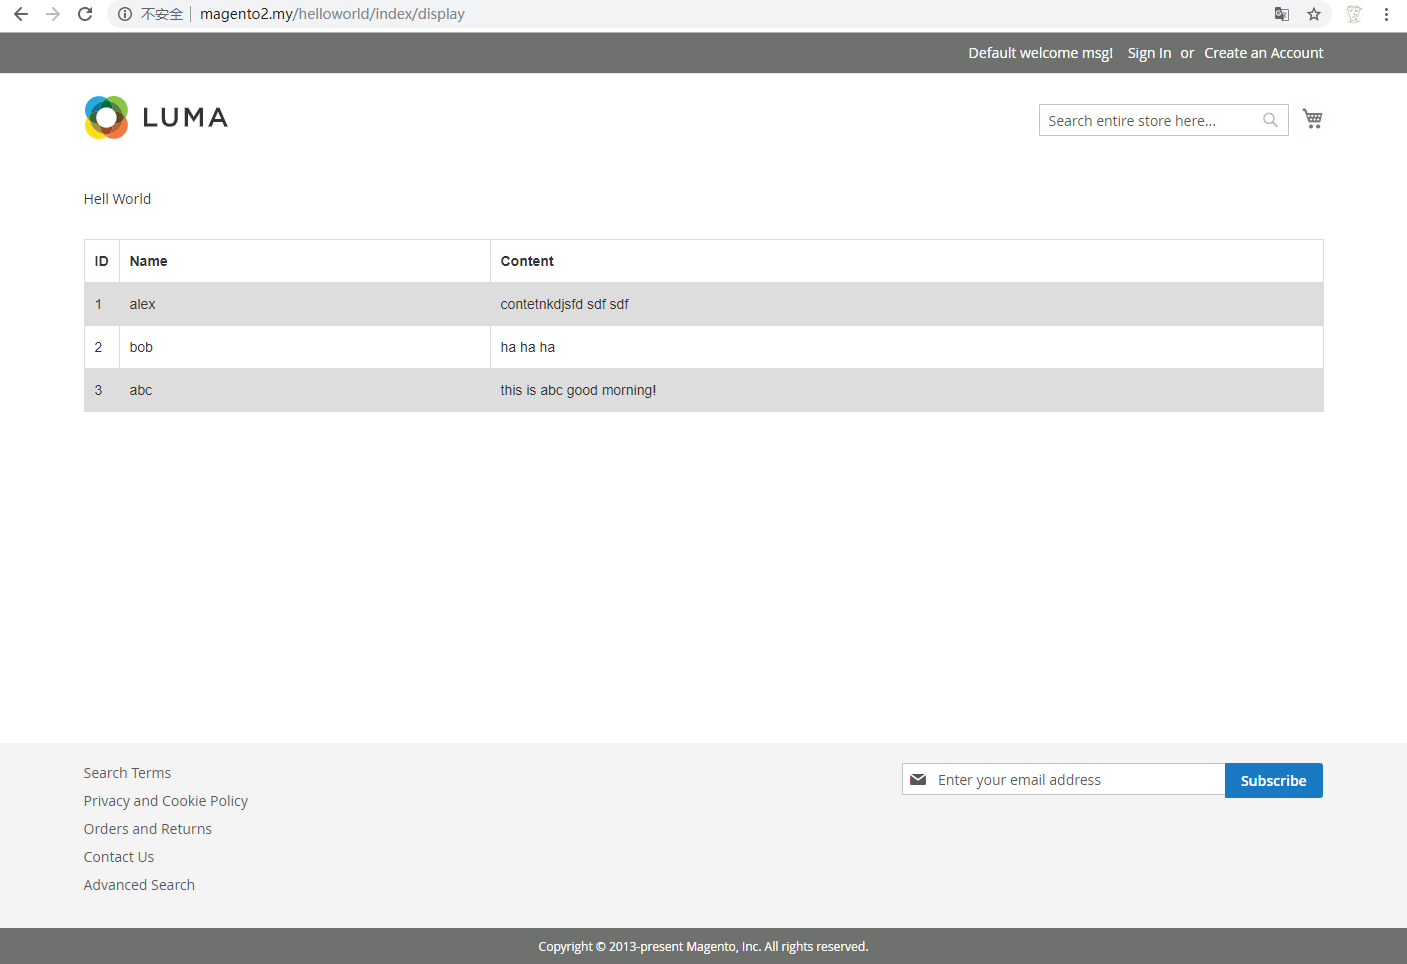 不安全 magento2.my/helloworld/index/display
Default welcome msg! Sign In or Create an Account
LUMA
Search entire store here...
Hell World
ID Name Content
1 alex contetnkdjsfd sdf sdf
2 bob ha ha ha
3 abc this is abc good morning!
Search Terms
Privacy and Cookie Policy
Orders and Returns
Contact Us
Advanced Search
Enter your email address Subscribe
Copyright © 2013-present Magento, Inc. All rights reserved.